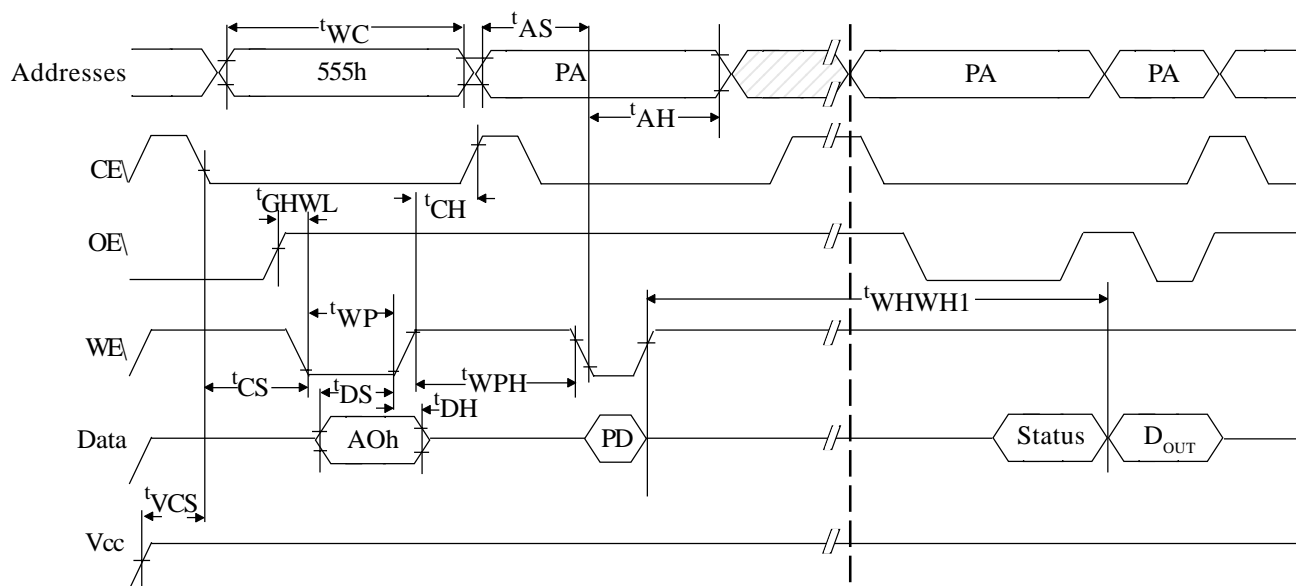 tWC
tAS
Addresses
555h
PA
PA
PA
tAH
CE\
tGHWL
tCH
OE\
tWHWH1
tWP
WE\
tCS
tWPH
tDS
tDH
Data
AOh
PD
Status
DOUT
tVCS
Vcc